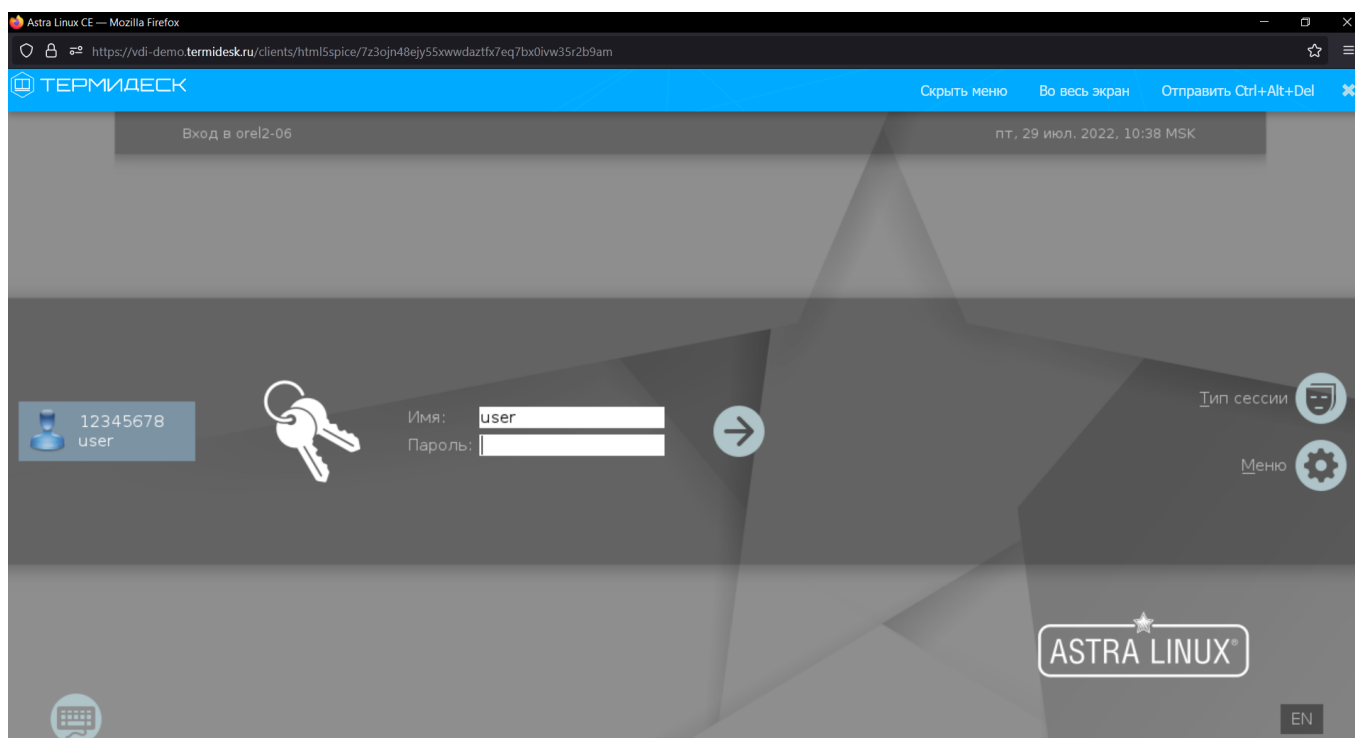 Astra Linux CE — Mozilla Firefox
https://vdi-demo.termidesk.ru/clients/html5spice/7z3ojn48ejy55xwwdaztfx7eq7bx0ivw35r2b9am
ТЕРМИДЕСК
Скрыть меню Во весь экран Отправить Ctrl+Alt+Del
Вход в orel2-06 пт, 29 июл. 2022, 10:38 MSK
12345678
user
Имя: user
Пароль:
Тип сессии
Меню
ASTRA LINUX®
EN